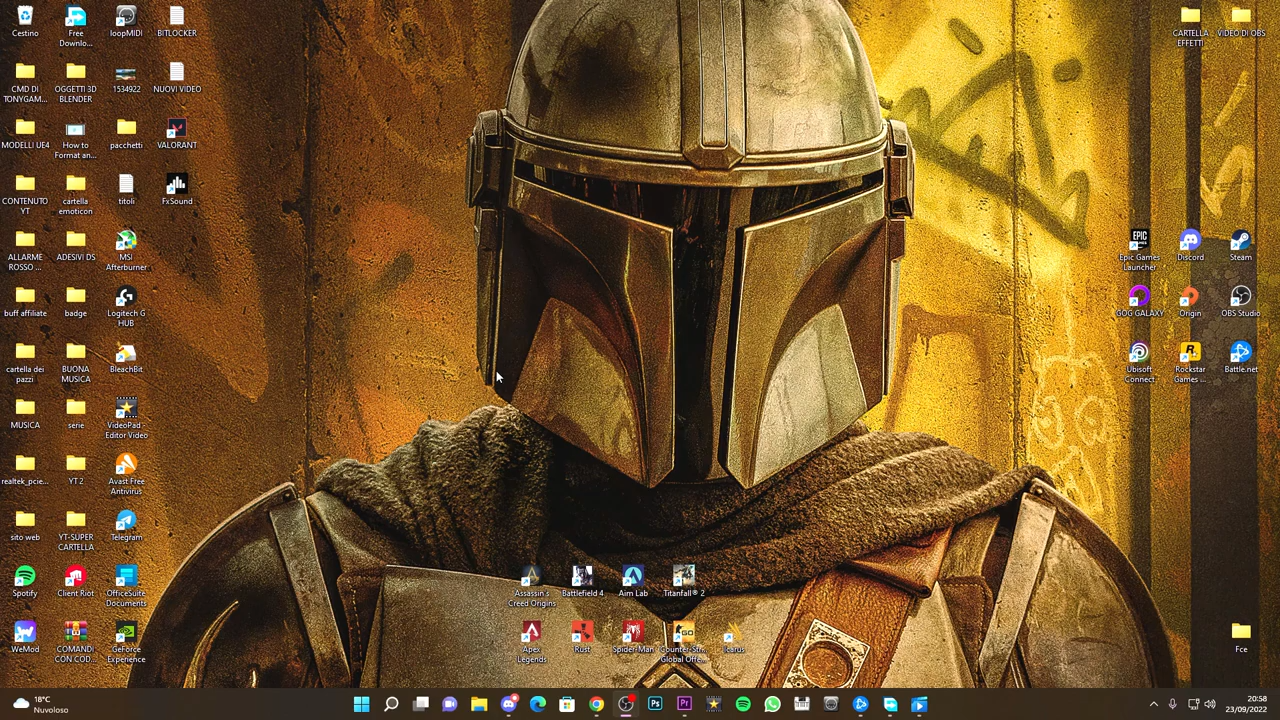 Cestino
Free
Downlo...
loopMIDI
BITLOCKER
CMD DI
TONYGAM...
OGGETTI 3D
BLENDER
1534922
NUOVI VIDEO
MODELLI UE4
How to
Format an...
pacchetti
VALORANT
CONTENUTO
YT
cartella
emoticon
titoli
FxSound
ALLARME
ROSSO ...
ADESIVI DS
MSI
Afterburner
buff affiliate
badge
Logitech G
HUB
cartella dei
pazzi
BUONA
MUSICA
BleachBit
MUSICA
serie
VideoPad -
Editor Video
realtek_pcie...
YT 2
Avast Free
Antivirus
sito web
YT-SUPER
CARTELLA
Telegram
Spotify
Client Riot
OfficeSuite
Documents
WeMod
COMANDI
CON COD...
GeForce
Experience
CARTELLA
EFFETTI
VIDEO DI OBS
EPIC
GAMES
Epic Games
Launcher
Discord
Steam
GOG GALAXY
Origin
OBS Studio
Ubisoft
Connect
Rockstar
Games ...
Battle.net
Assassin's
Creed Origins
Battlefield 4
Aim Lab
Titanfall® 2
Apex
Legends
Rust
Spider-Man
GO
Counter-Str...
Global Offe...
Icarus
Fce
18°C
Nuvoloso
Ps
Pr
20:58
23/09/2022